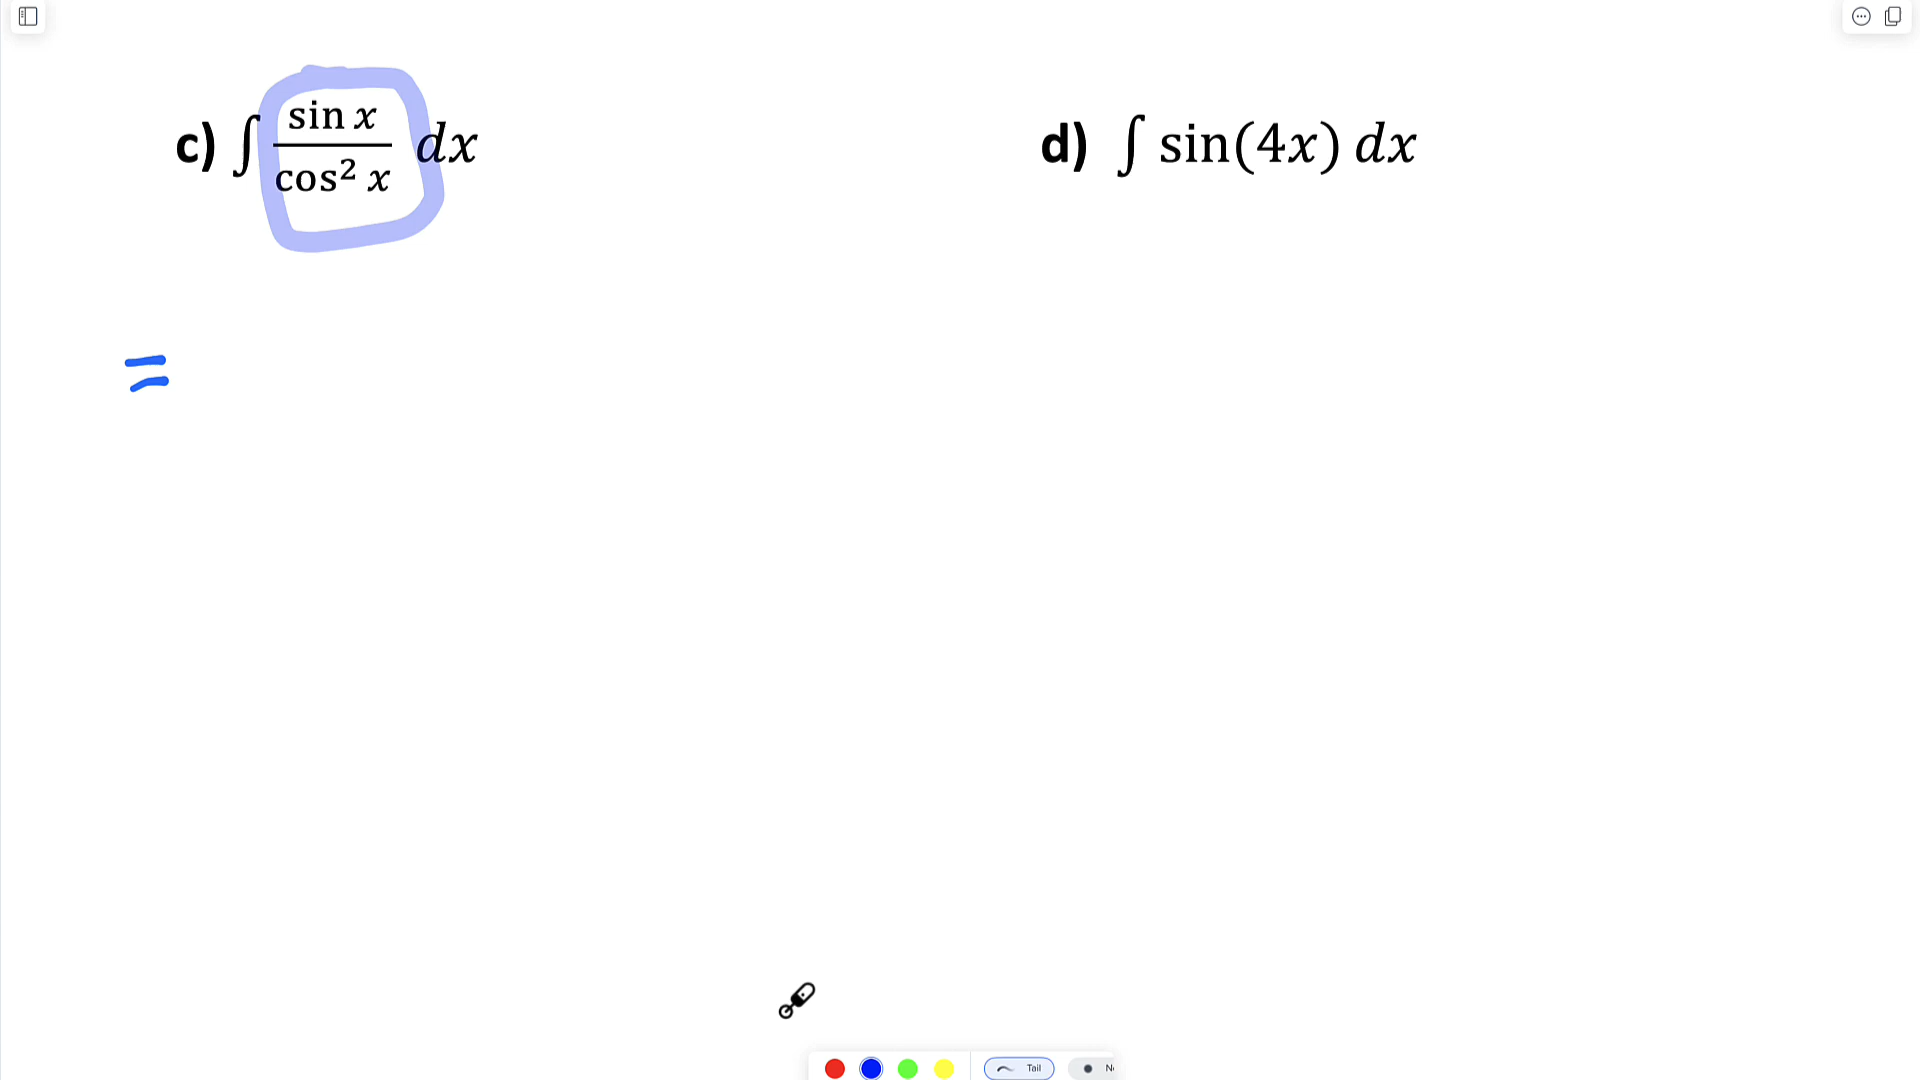 c) ∫ sin x / cos² x dx
d) ∫ sin(4x) dx
=
Tail